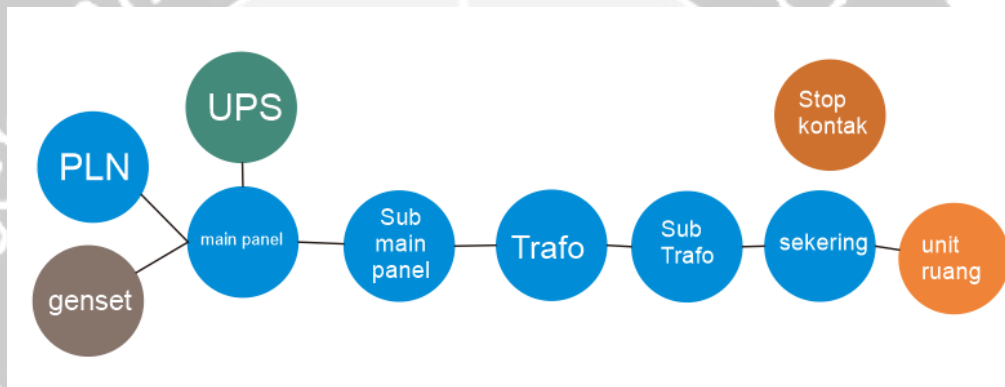 UPS
Stop
kontak
PLN
main panel
Sub
main
panel
Trafo
Sub
Trafo
sekering
unit
ruang
genset